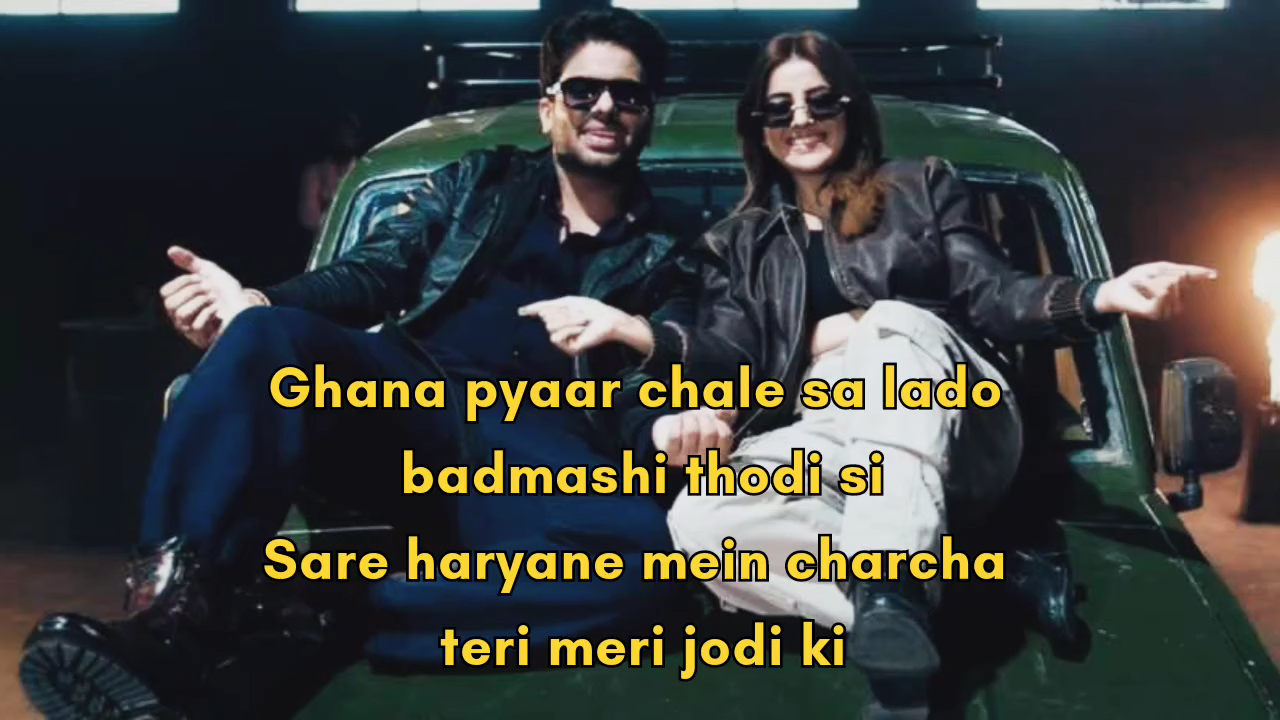 Ghana pyaar chale sa lado
badmashi thodi si
Sare haryane mein charcha
teri meri jodi ki